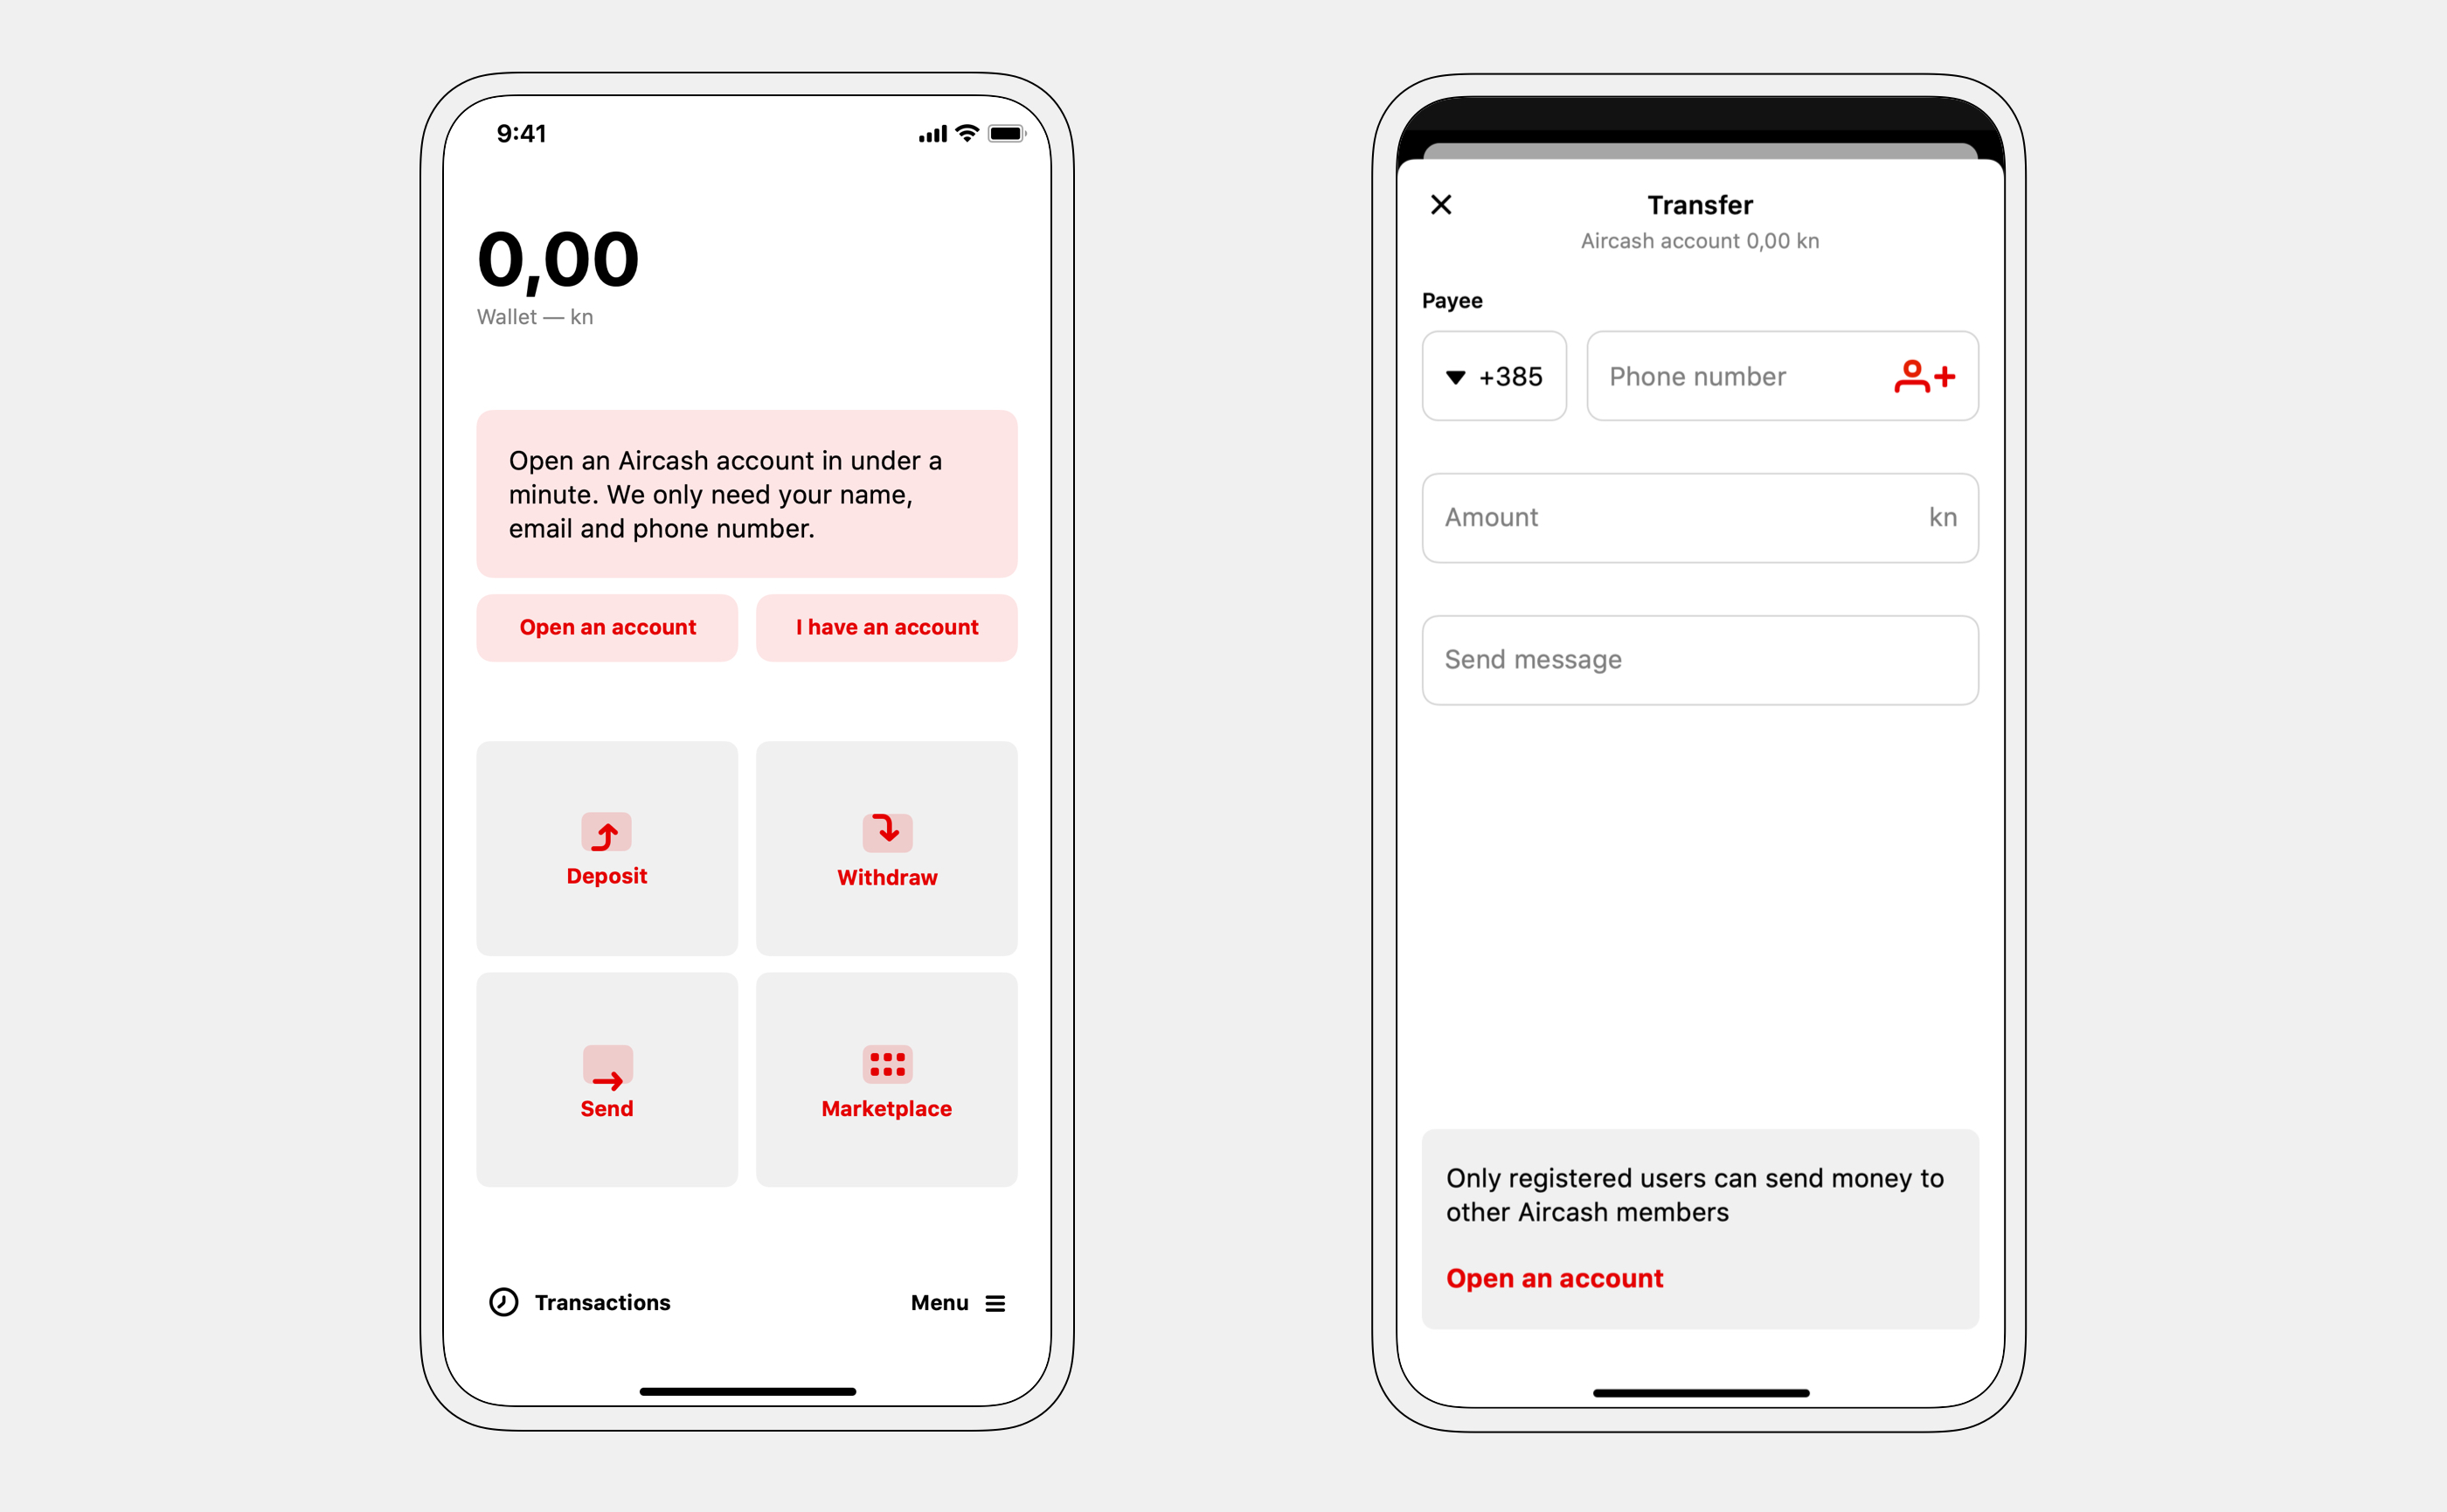 9:41
0,00
Wallet — kn
Open an Aircash account in under a
minute. We only need your name,
email and phone number.
Open an account
I have an account
Deposit
Withdraw
Send
Marketplace
Transactions
Menu
Transfer
Aircash account 0,00 kn
Payee
+385
Phone number
Amount
kn
Send message
Only registered users can send money to
other Aircash members
Open an account